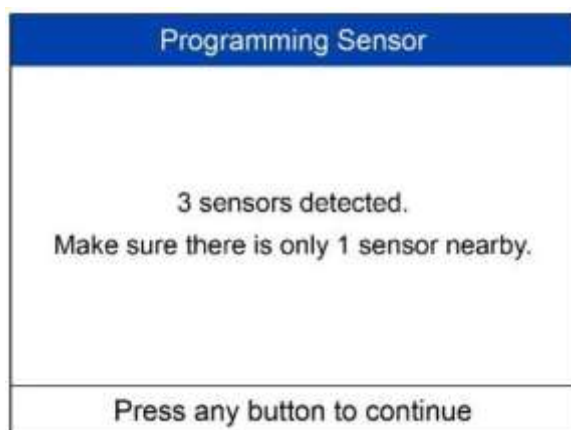 Programming Sensor
3 sensors detected.
Make sure there is only 1 sensor nearby.
Press any button to continue